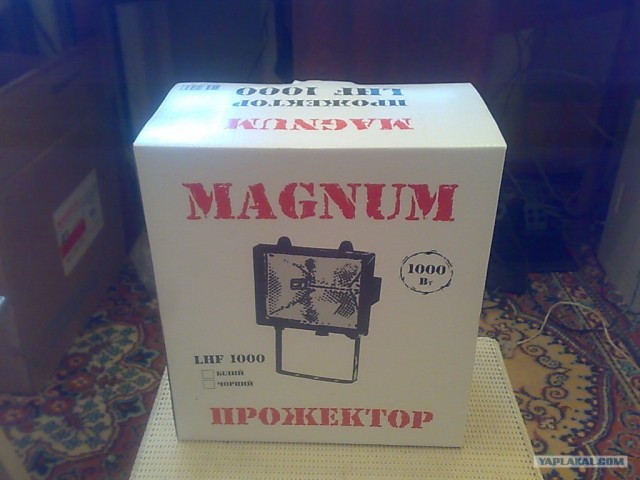 LHF 1000
ПРОЖЕКТОР
MAGNUM
MAGNUM
1000
Вт
LHF 1000
БІЛИЙ
ЧОРНИЙ
ПРОЖЕКТОР
YAPLAKAL.COM